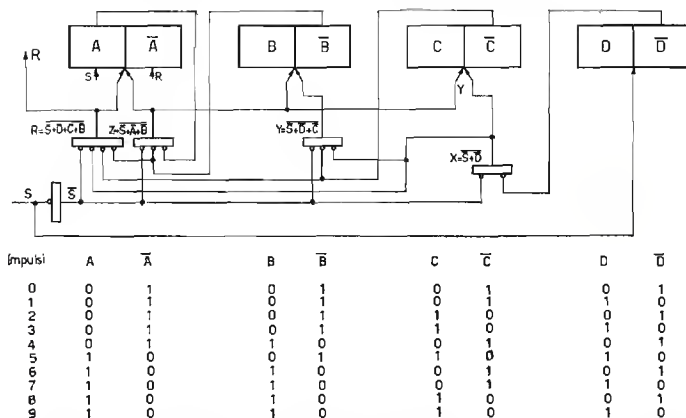 R
A Ā B B̄ C C̄ D D̄
S R Y
R=\overline{S+D+C+B} Z=\overline{S+A+B} Y=\overline{S+D+C} X=\overline{S+D}
S S̄
Impulsi A Ā B B̄ C C̄ D D̄
0 0 1 0 1 0 1 0 1
1 0 1 0 1 0 1 1 0
2 0 1 0 1 1 0 0 1
3 0 1 0 1 1 0 1 0
4 0 1 1 0 0 1 0 1
5 1 0 0 1 1 0 1 0
6 1 0 1 0 0 1 0 1
7 1 0 1 0 0 1 1 0
8 1 0 1 0 1 0 0 1
9 1 0 1 0 1 0 1 0